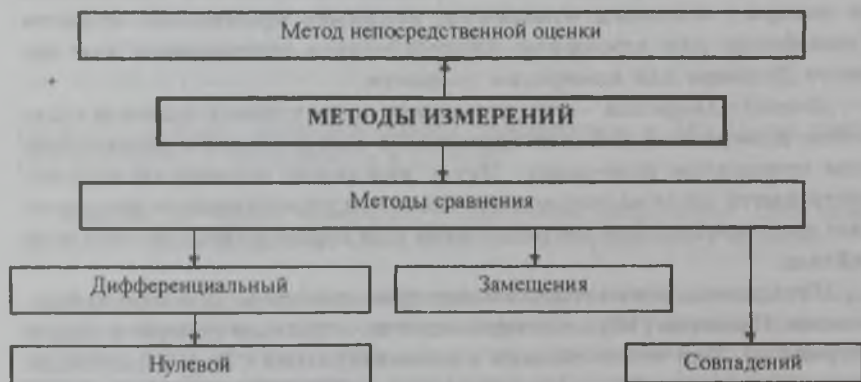 Метод непосредственной оценки
МЕТОДЫ ИЗМЕРЕНИЙ
Методы сравнения
Дифференциальный
Замещения
Нулевой
Совпадений